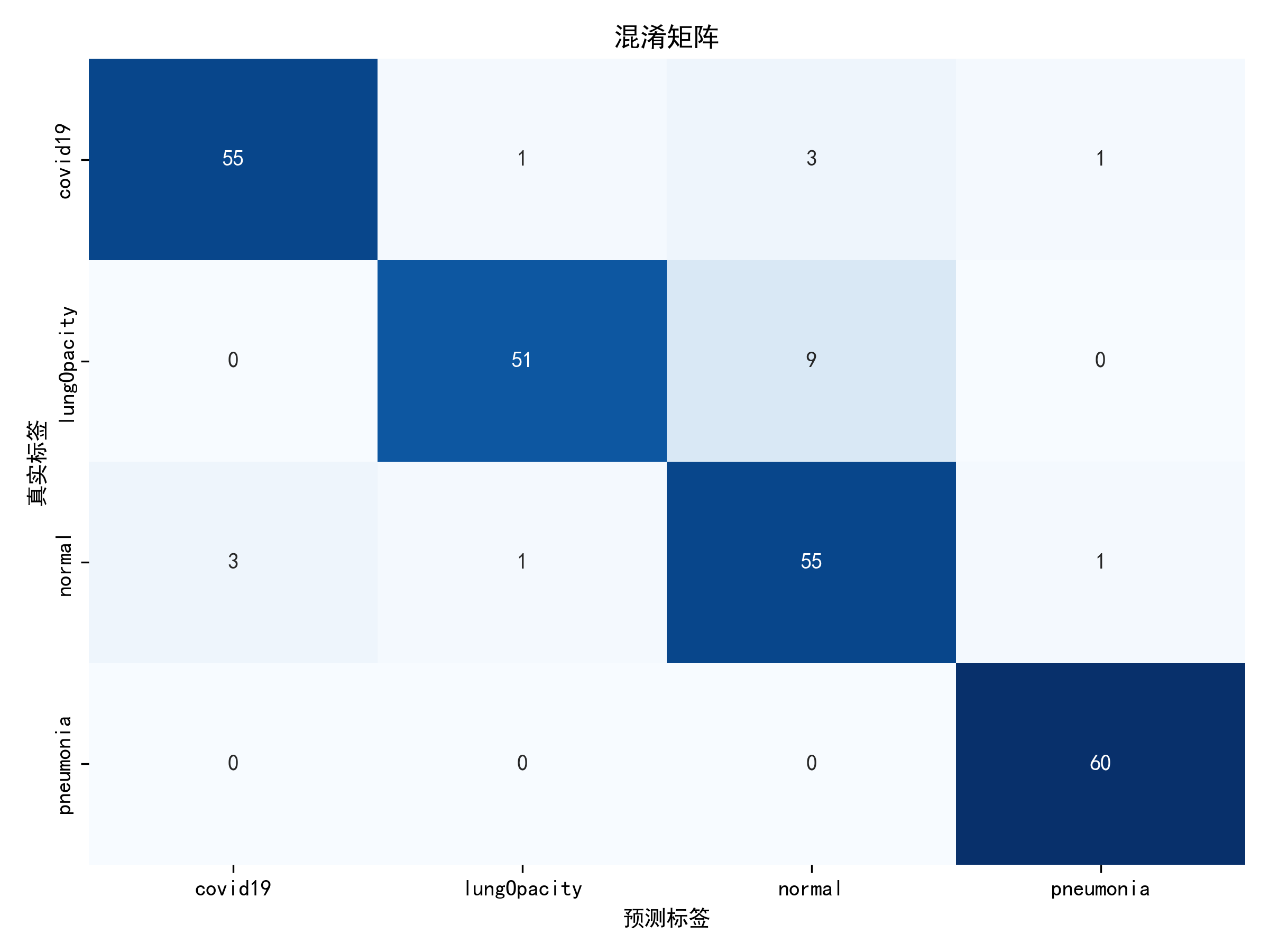 混淆矩阵
真实标签
covid19
55 1 3 1
lungOpacity
0 51 9 0
normal
3 1 55 1
pneumonia
0 0 0 60
covid19 lungOpacity normal pneumonia
预测标签